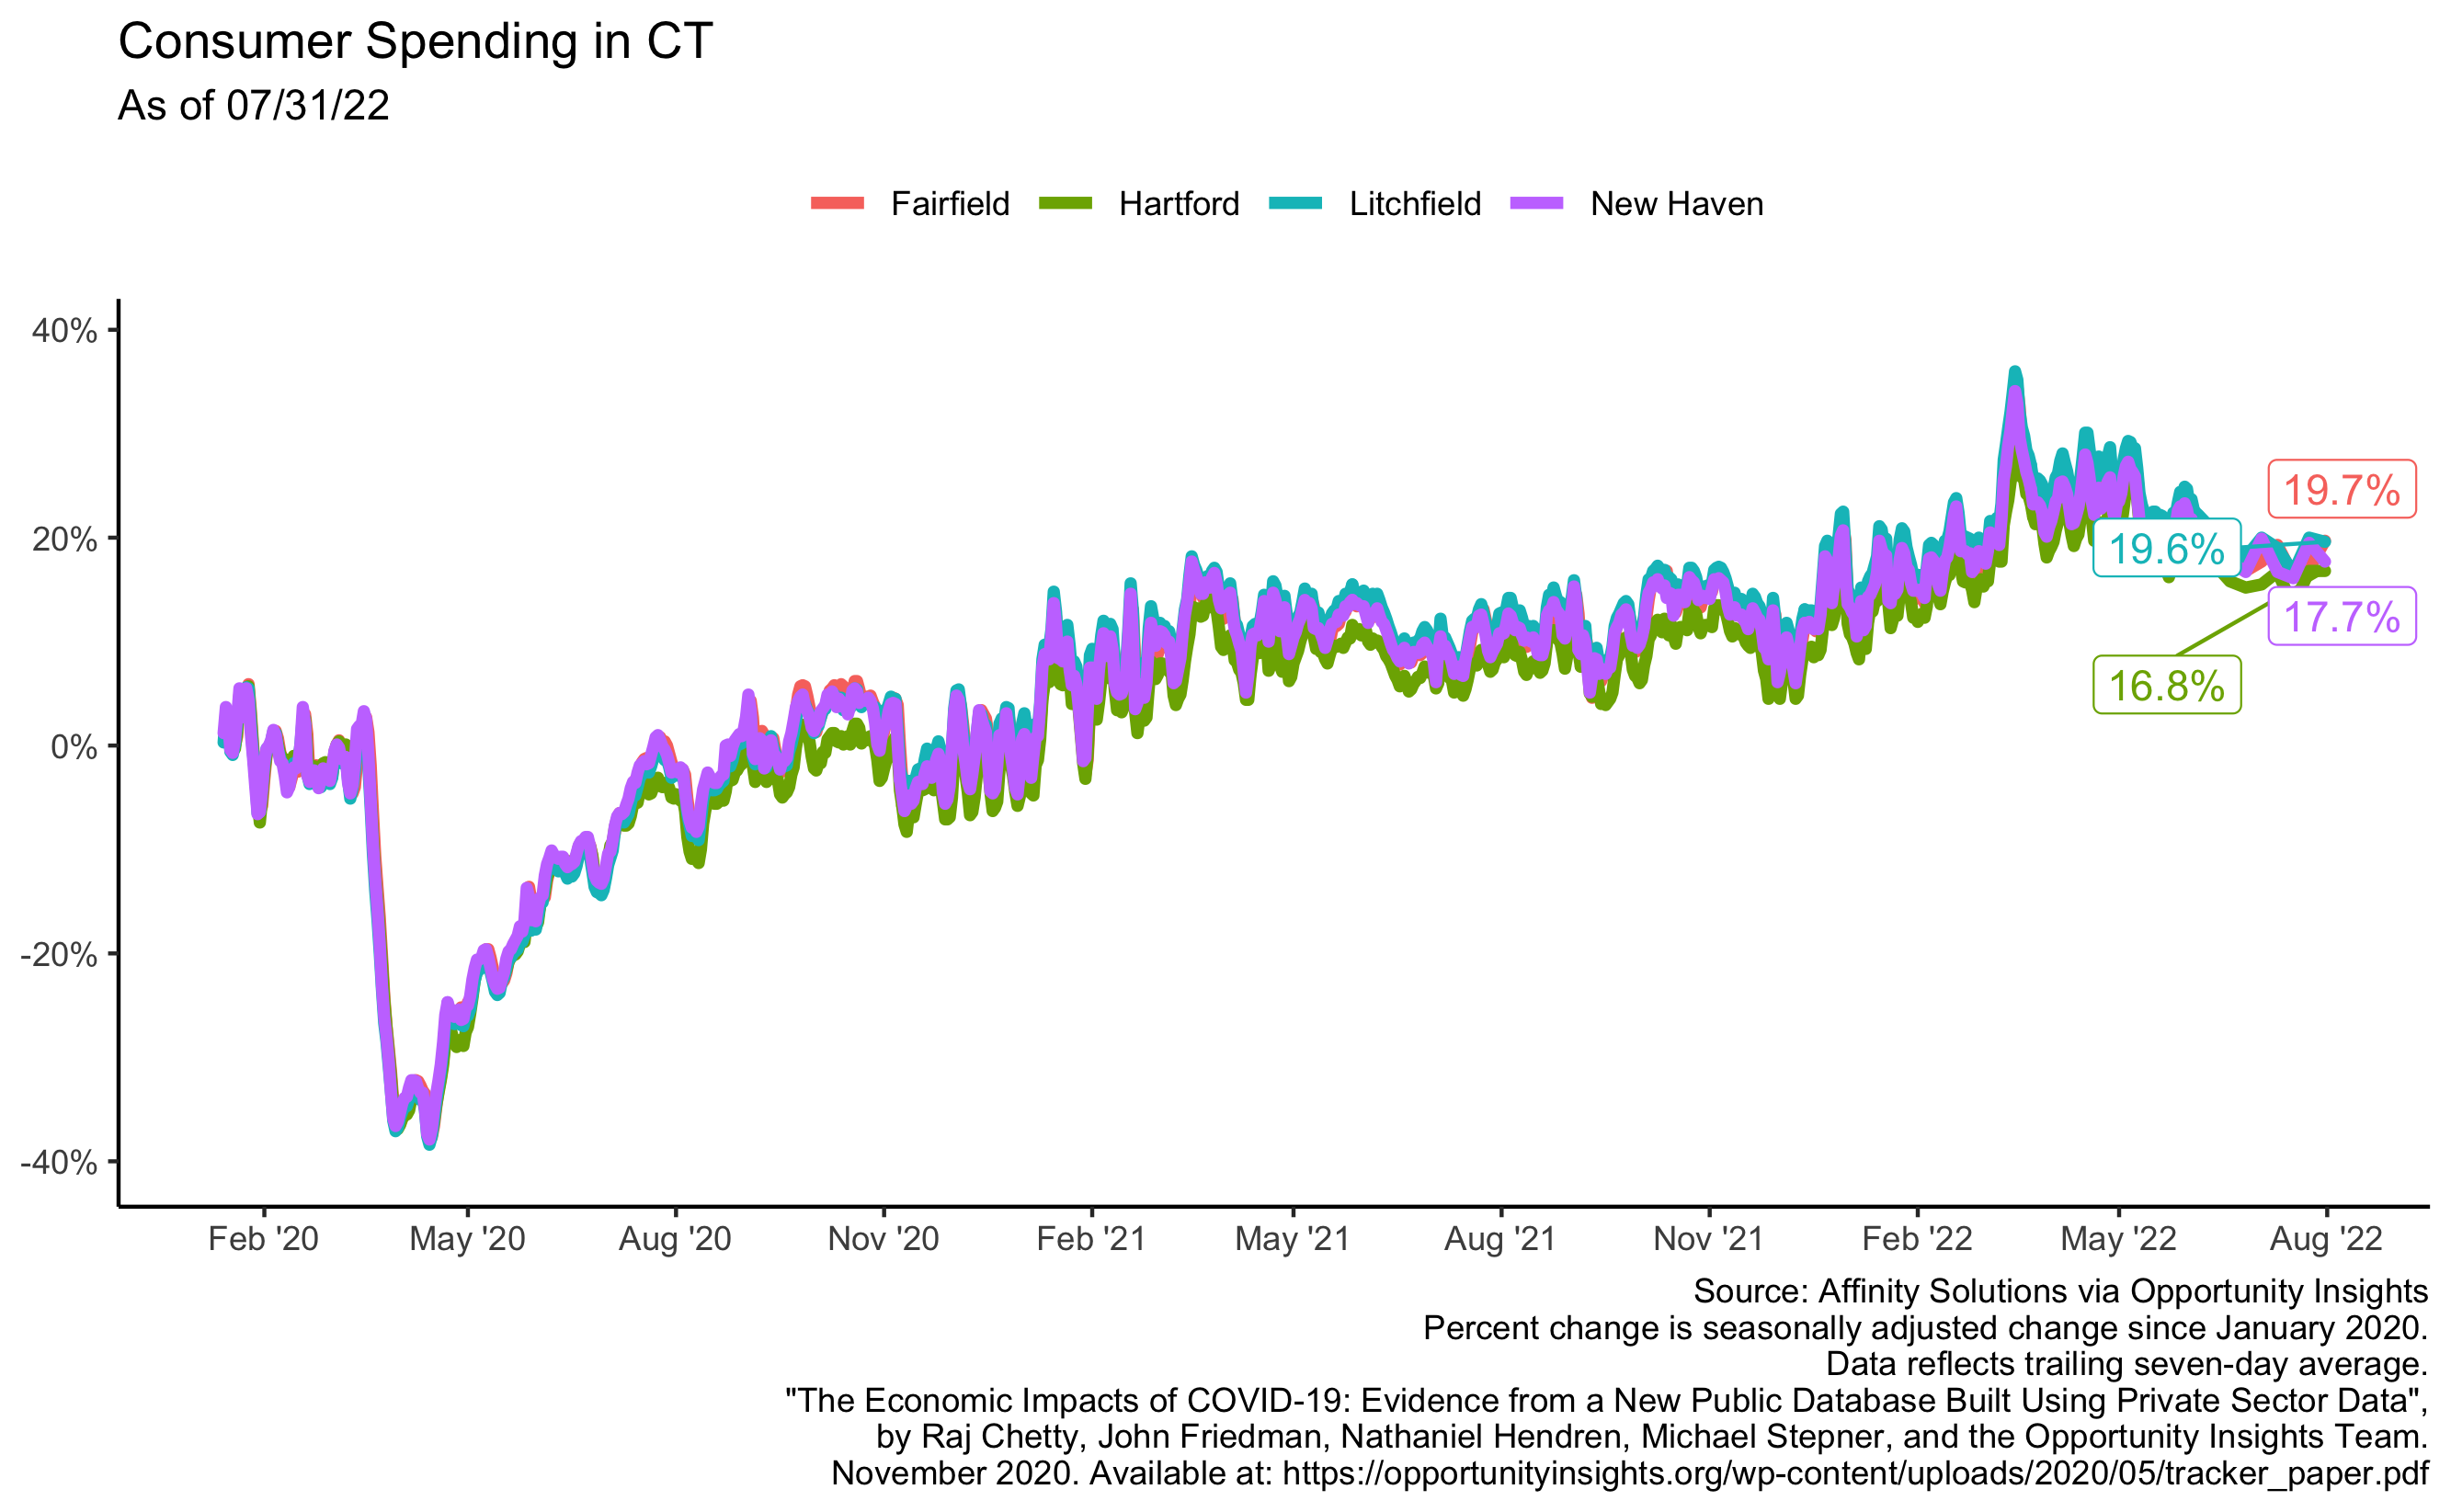 Consumer Spending in CT
As of 07/31/22
Fairfield Hartford Litchfield New Haven
40%
20%
0%
-20%
-40%
19.7%
19.6%
17.7%
16.8%
Feb '20 May '20 Aug '20 Nov '20 Feb '21 May '21 Aug '21 Nov '21 Feb '22 May '22 Aug '22
Source: Affinity Solutions via Opportunity Insights
Percent change is seasonally adjusted change since January 2020.
Data reflects trailing seven-day average.
"The Economic Impacts of COVID-19: Evidence from a New Public Database Built Using Private Sector Data",
by Raj Chetty, John Friedman, Nathaniel Hendren, Michael Stepner, and the Opportunity Insights Team.
November 2020. Available at: https://opportunityinsights.org/wp-content/uploads/2020/05/tracker_paper.pdf